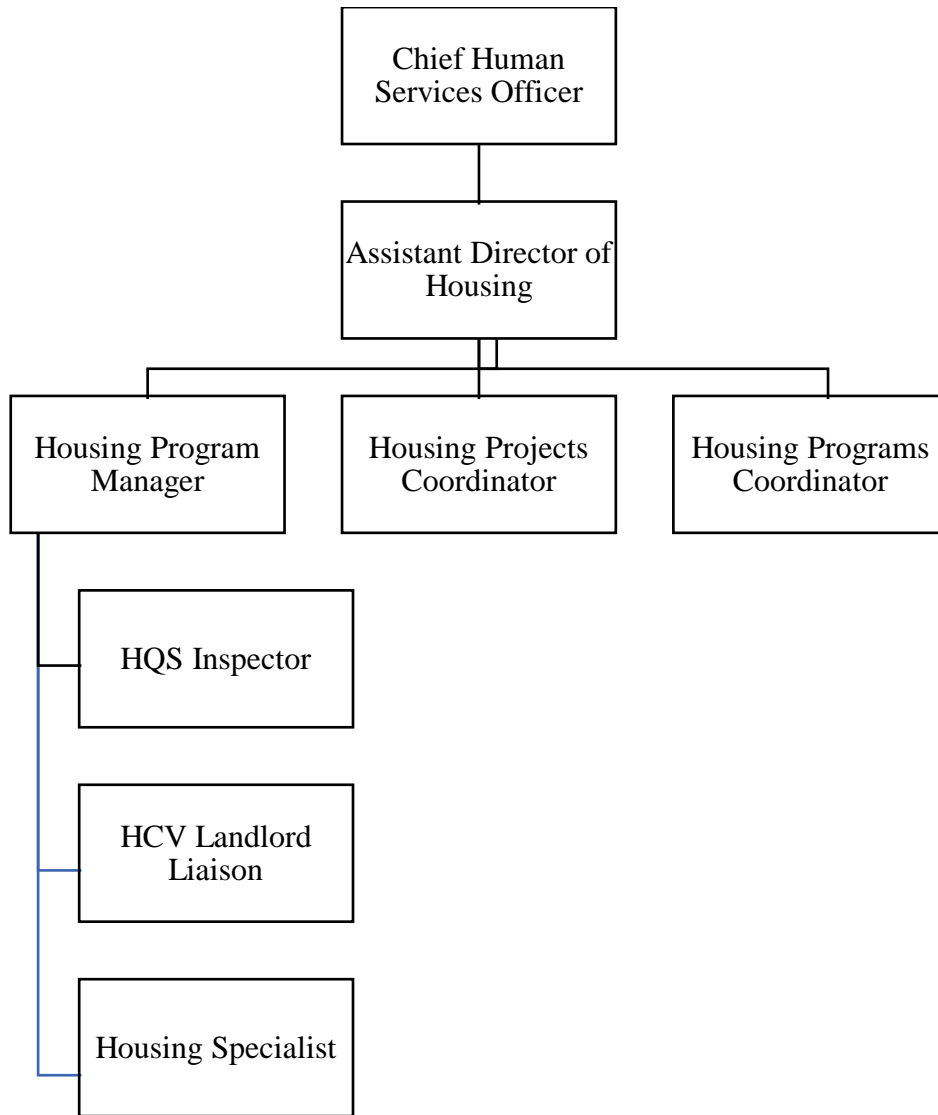 Chief Human
Services Officer
Assistant Director of
Housing
Housing Program
Manager
Housing Projects
Coordinator
Housing Programs
Coordinator
HQS Inspector
HCV Landlord
Liaison
Housing Specialist